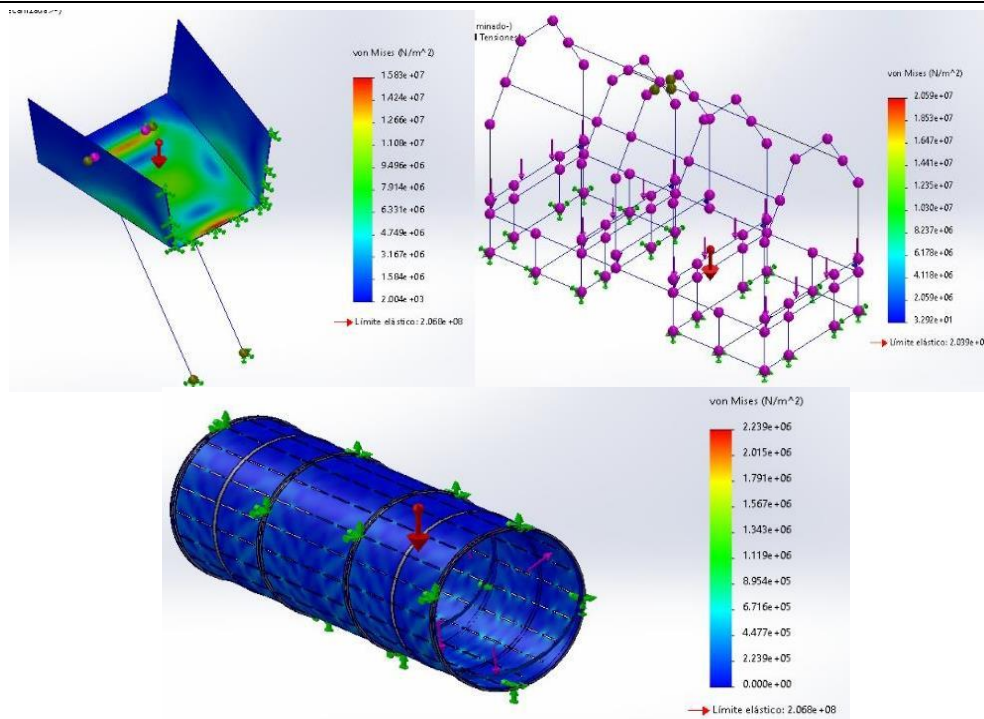 von Mises (N/m^2)
1.583e+07
1.424e+07
1.266e+07
1.108e+07
9.496e+06
7.914e+06
6.331e+06
4.749e+06
3.167e+06
1.584e+06
2.004e+03
Límite elástico: 2.068e+08
minado-)
Tensiones
von Mises (N/m^2)
2.059e+07
1.853e+07
1.647e+07
1.441e+07
1.235e+07
1.030e+07
8.237e+06
6.178e+06
4.118e+06
2.059e+06
3.292e+01
Límite elástico: 2.039e+0
von Mises (N/m^2)
2.239e+06
2.015e+06
1.791e+06
1.567e+06
1.343e+06
1.119e+06
8.954e+05
6.716e+05
4.477e+05
2.239e+05
0.000e+00
Límite elástico: 2.068e+08